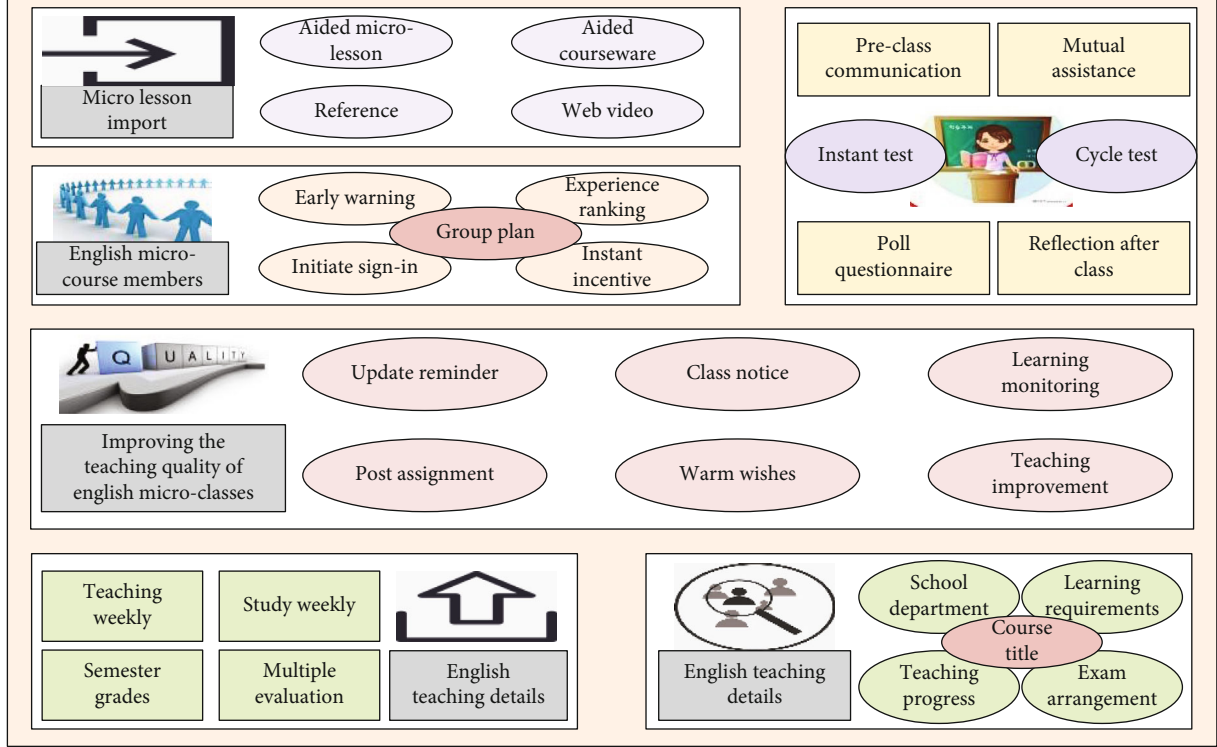 Micro lesson
import
Aided micro-
lesson
Aided
courseware
Reference
Web video
Pre-class
communication
Mutual
assistance
Instant test
Cycle test
Poll
questionnaire
Reflection after
class
English micro-
course members
Early warning
Experience
ranking
Group plan
Initiate sign-in
Instant
incentive
QUALITY
Improving the
teaching quality of
english micro-classes
Update reminder
Class notice
Learning
monitoring
Post assignment
Warm wishes
Teaching
improvement
Teaching
weekly
Study weekly
Semester
grades
Multiple
evaluation
English
teaching details
English teaching
details
School
department
Learning
requirements
Course
title
Teaching
progress
Exam
arrangement